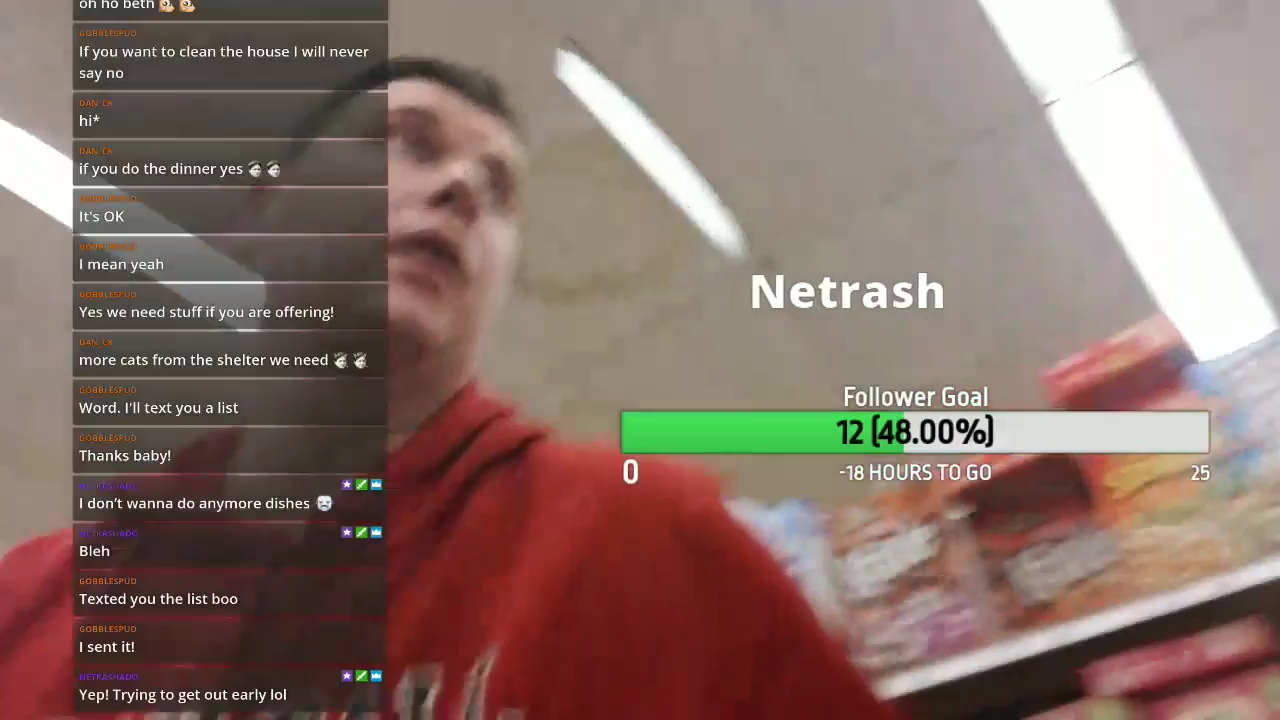 oh ho beth
GOBBLESPUD
If you want to clean the house I will never
say no
DAN_CK
hi*
DAN_CK
if you do the dinner yes
GOBBLESPUD
It's OK
GOBBLESPUD
I mean yeah
GOBBLESPUD
Yes we need stuff if you are offering!
DAN_CK
more cats from the shelter we need
GOBBLESPUD
Word. I'll text you a list
GOBBLESPUD
Thanks baby!
NETRASHADO
I don’t wanna do anymore dishes
NETRASHADO
Bleh
GOBBLESPUD
Texted you the list boo
GOBBLESPUD
I sent it!
NETRASHADO
Yep! Trying to get out early lol
Netrash
Follower Goal
12 (48.00%)
0
-18 HOURS TO GO
25